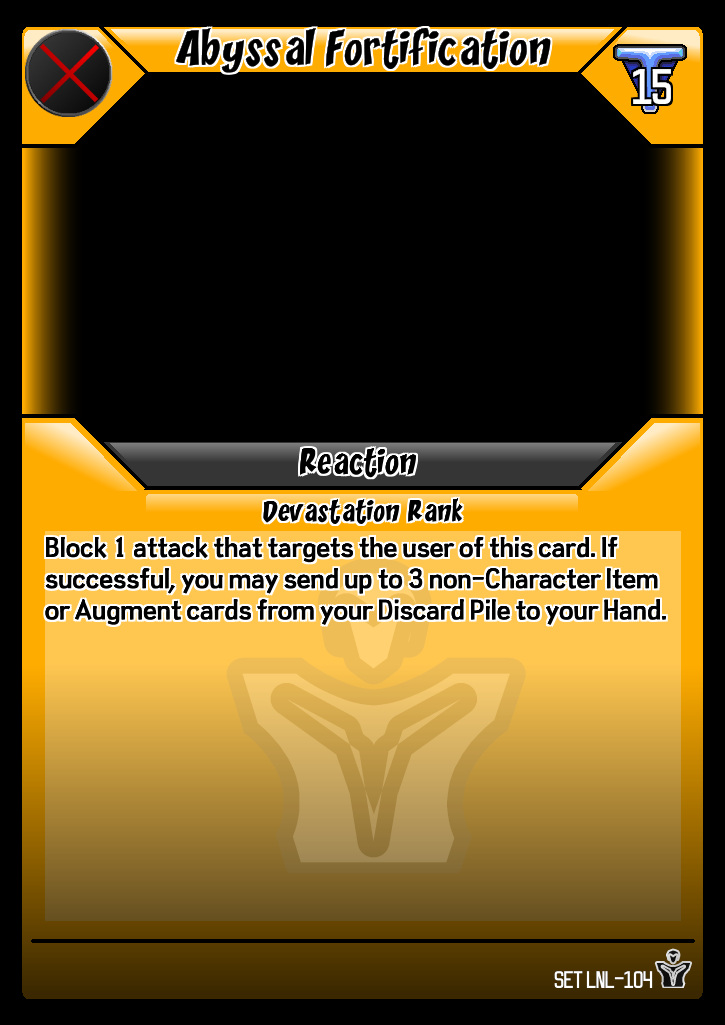 Abyssal Fortification
15
Reaction
Devastation Rank
Block 1 attack that targets the user of this card. If
successful, you may send up to 3 non-Character Item
or Augment cards from your Discard Pile to your Hand.
SET LNL-104